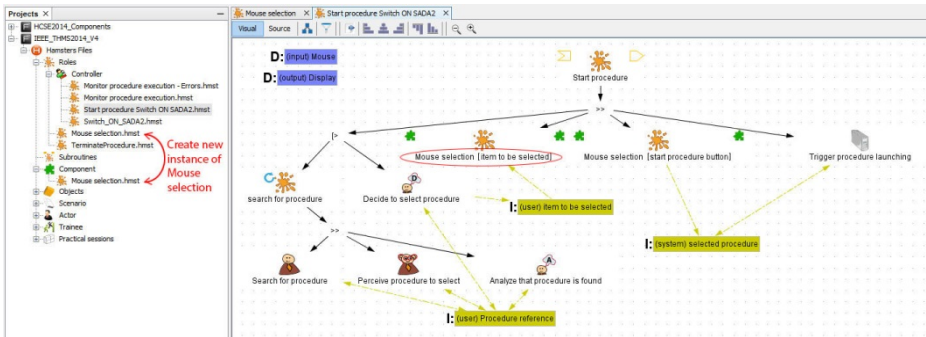 Projects ×
HCSE2014_Components
IEEE_THMS2014_V4
Hamsters Files
Roles
Controller
Monitor procedure execution - Errors.hmst
Monitor procedure execution.hmst
Start procedure Switch ON SADA2.hmst
Switch_ON_SADA2.hmst
Mouse selection.hmst
TerminateProcedure.hmst
Subroutines
Component
Mouse selection.hmst
Objects
Scenario
Actor
Trainee
Practical sessions
Create new
instance of
Mouse
selection
Mouse selection ×
Start procedure Switch ON SADA2 ×
Visual Source
D: (input) Mouse
D: (output) Display
Start procedure
>>
[>
Mouse selection [item to be selected]
Mouse selection [start procedure button]
Trigger procedure launching
search for procedure
D
Decide to select procedure
I: (user) item to be selected
I: (system) selected procedure
>>
Search for procedure
Perceive procedure to select
A
Analyze that procedure is found
I: (user) Procedure reference